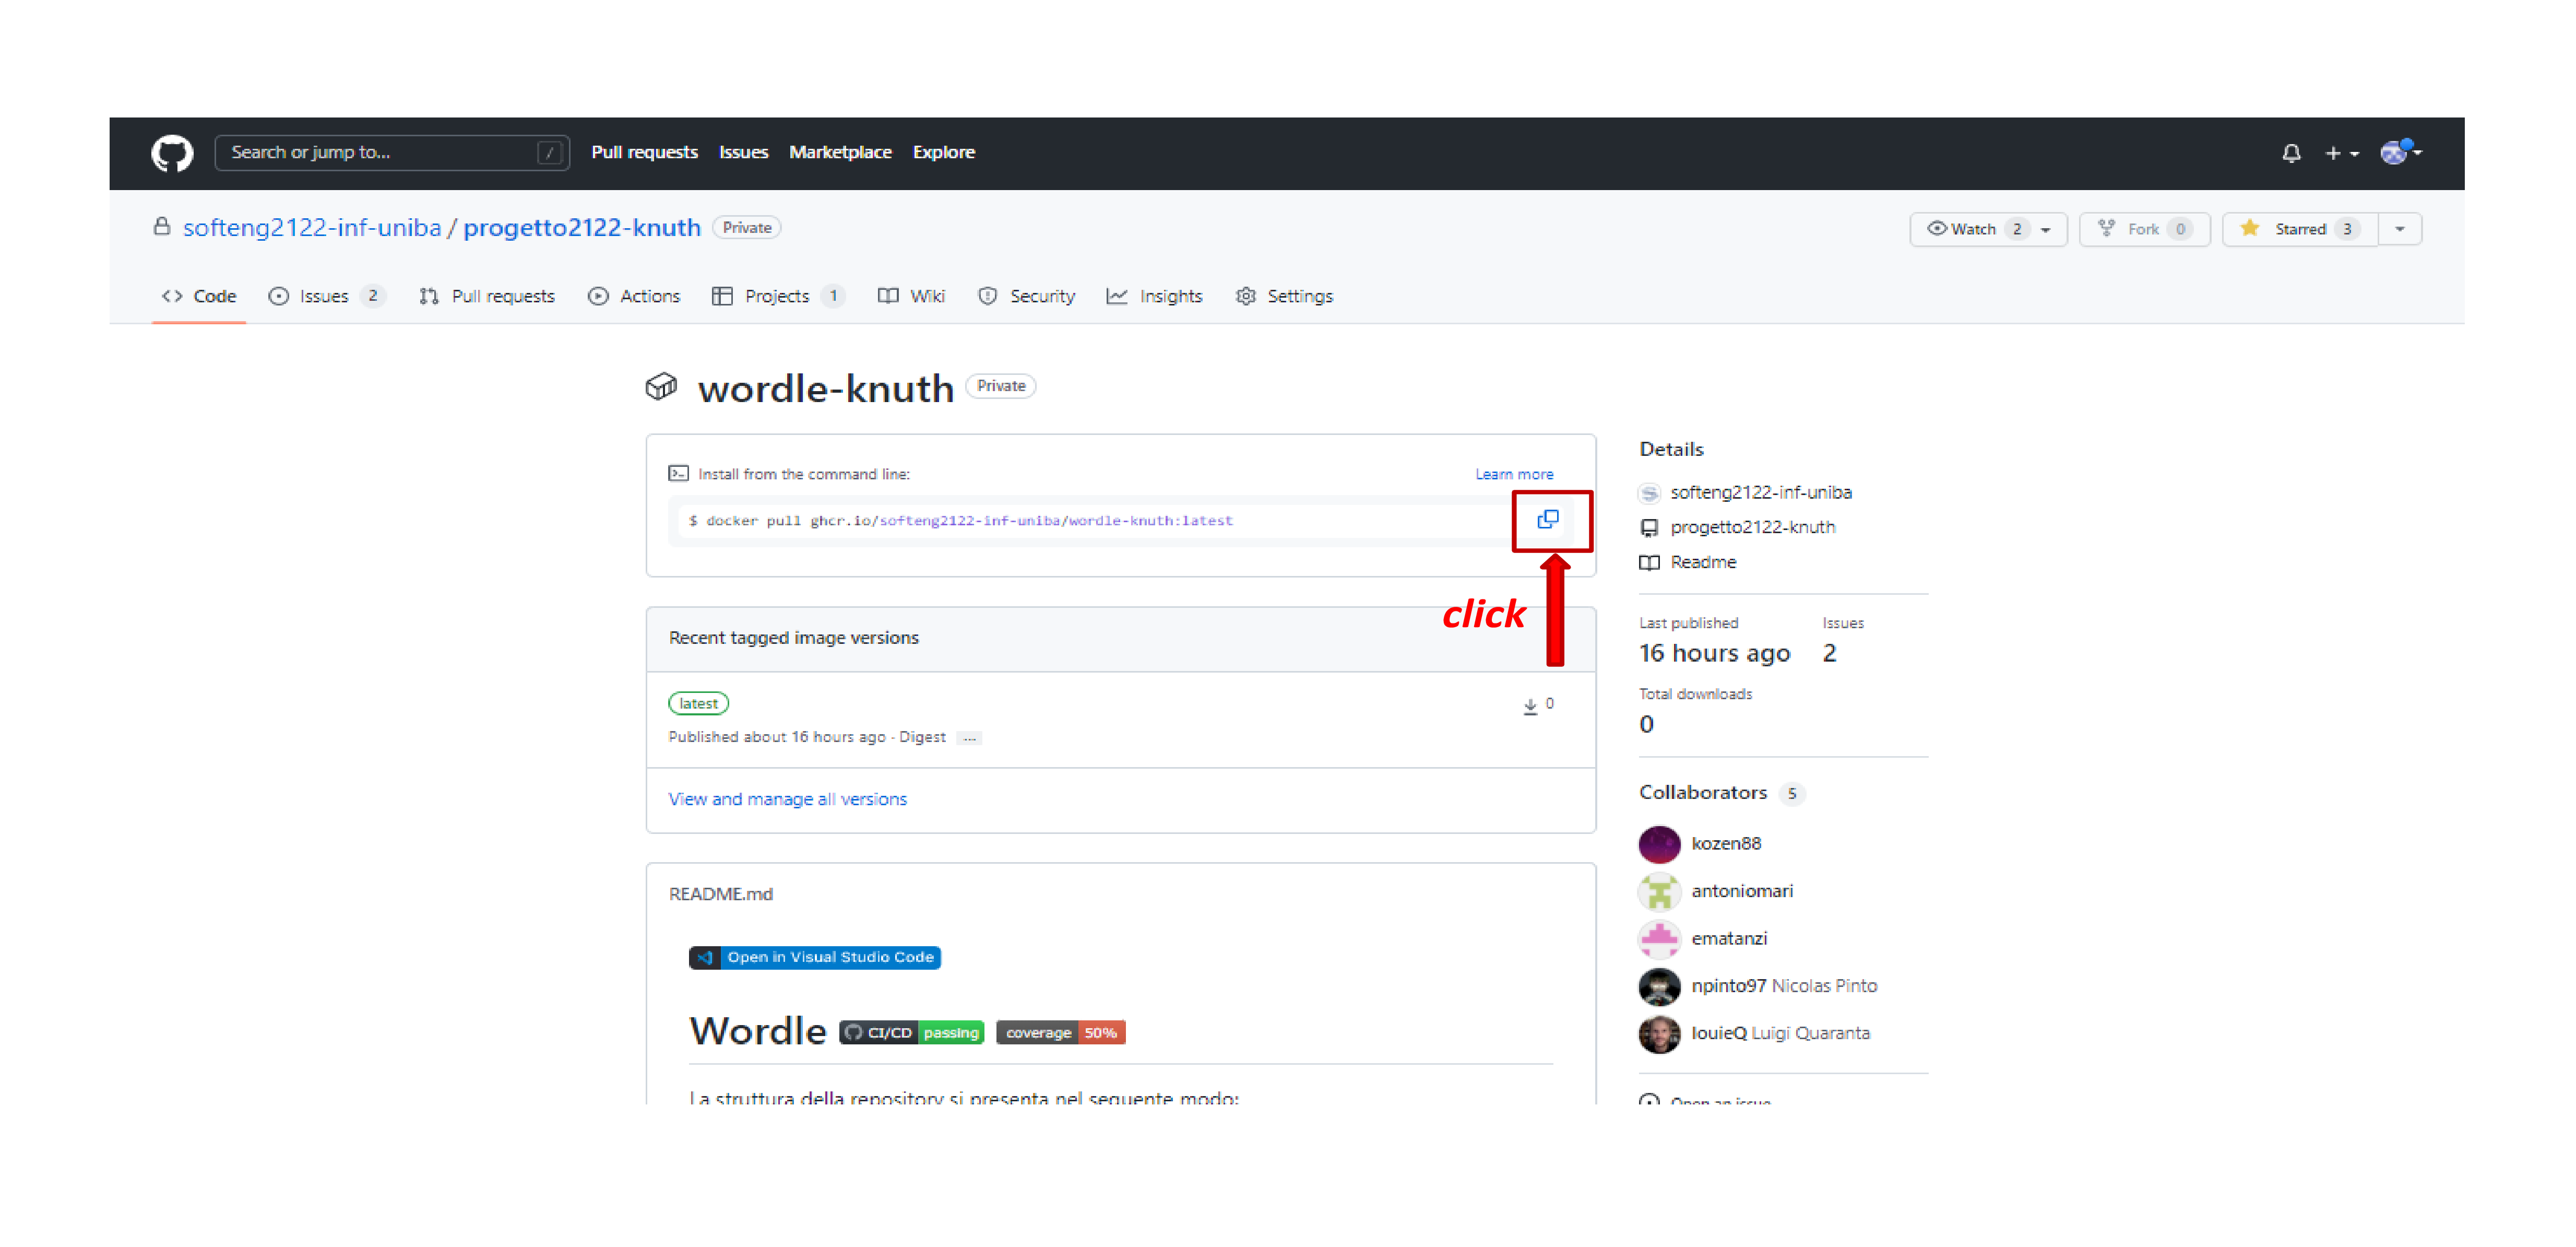 Search or jump to... / Pull requests Issues Marketplace Explore
softeng2122-inf-uniba / progetto2122-knuth Private
Watch 2 Fork 0 Starred 3
Code Issues 2 Pull requests Actions Projects 1 Wiki Security Insights Settings
wordle-knuth Private
Install from the command line: Learn more
$ docker pull ghcr.io/softeng2122-inf-uniba/wordle-knuth:latest
click
Recent tagged image versions
latest 0
Published about 16 hours ago · Digest ...
View and manage all versions
README.md
Open in Visual Studio Code
Wordle CI/CD passing coverage 50%
La struttura della repository si presenta nel seguente modo:
Details
softeng2122-inf-uniba
progetto2122-knuth
Readme
Last published Issues
16 hours ago 2
Total downloads
0
Collaborators 5
kozen88
antoniomari
ematanzi
npinto97 Nicolas Pinto
louieQ Luigi Quaranta
Open an issue